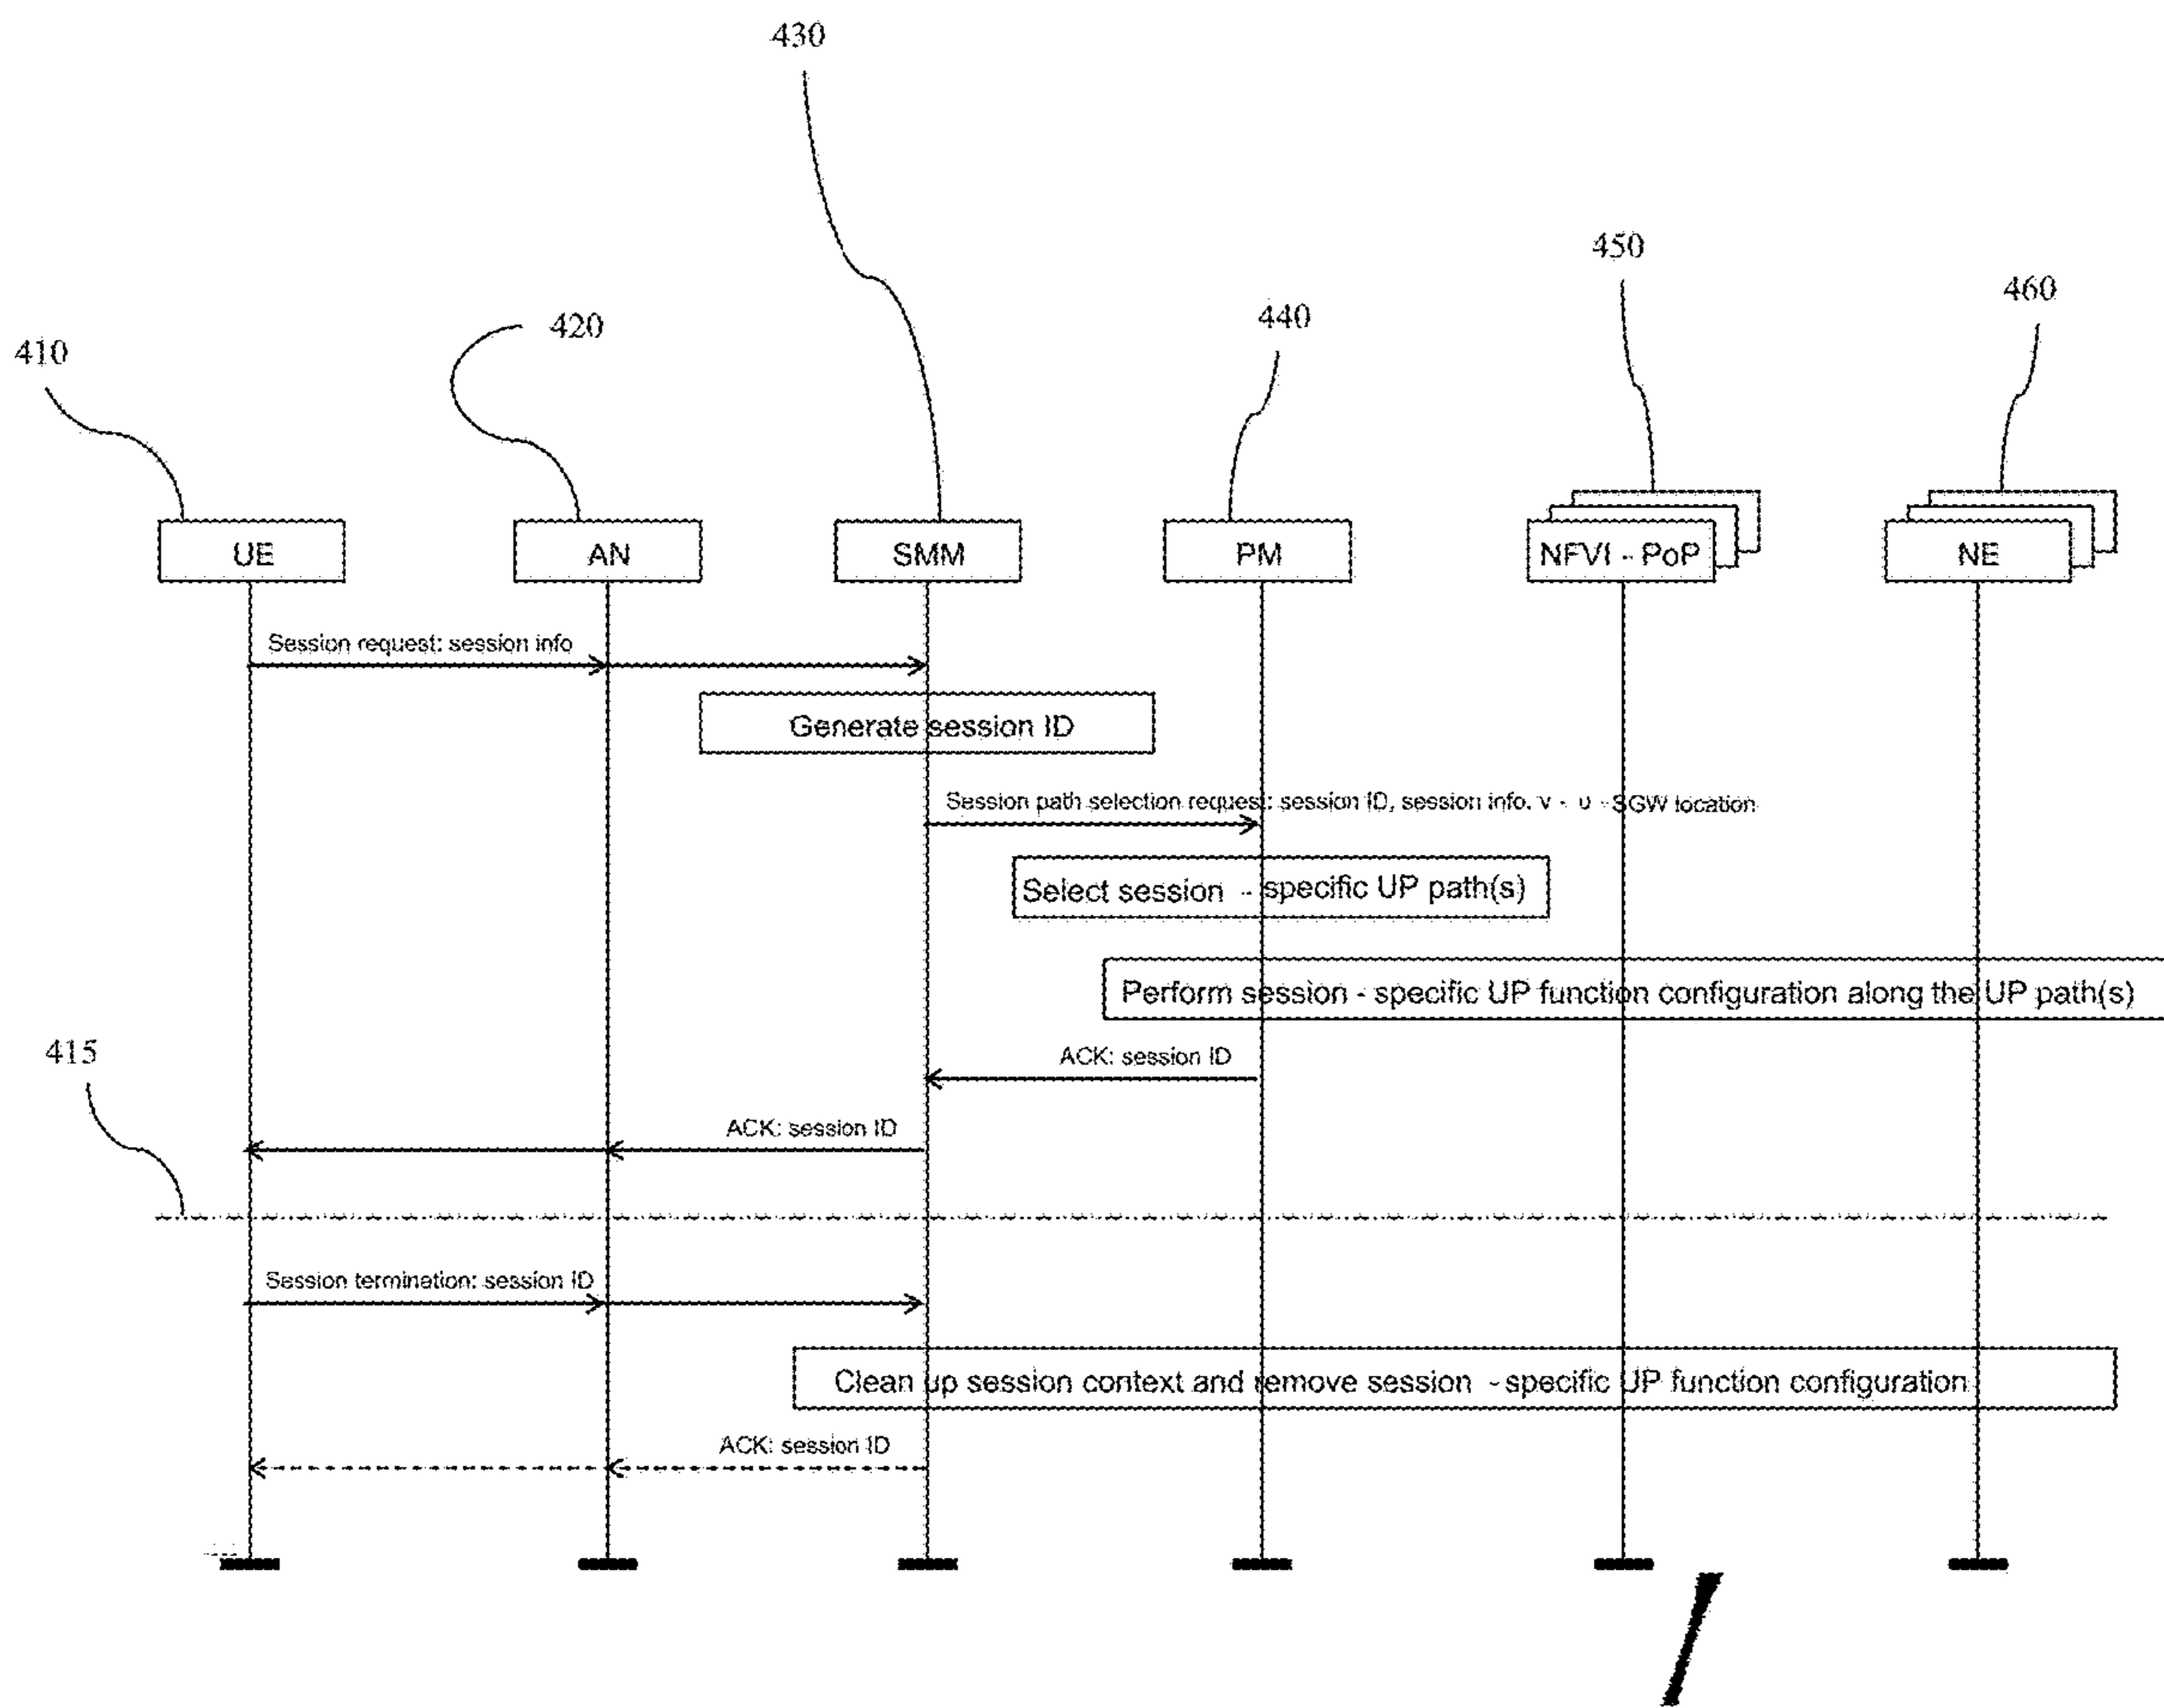 430
450
460
440
420
410
UE
AN
SMM
PM
NFVI - PoP
NE
Session request: session info
Generate session ID
Session path selection request: session ID, session info. v - u - SGW location
Select session - specific UP path(s)
Perform session - specific UP function configuration along the UP path(s)
415
ACK: session ID
ACK: session ID
Session termination: session ID
Clean up session context and remove session - specific UP function configuration
ACK: session ID